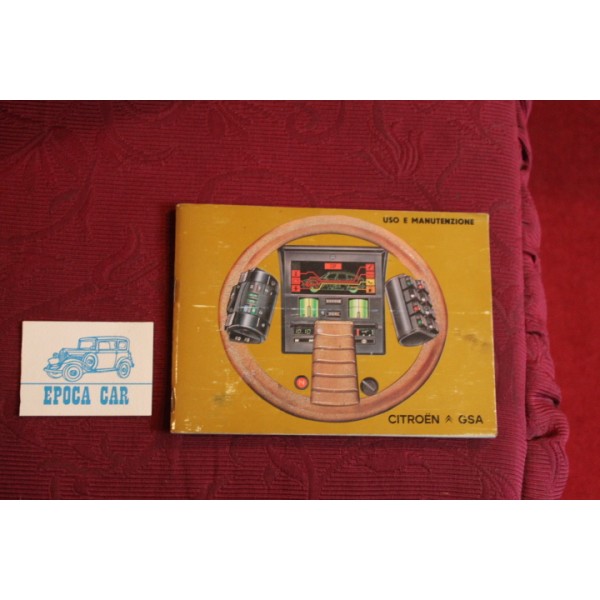 USO E MANUTENZIONE
CITROËN GSA
EPOCA CAR